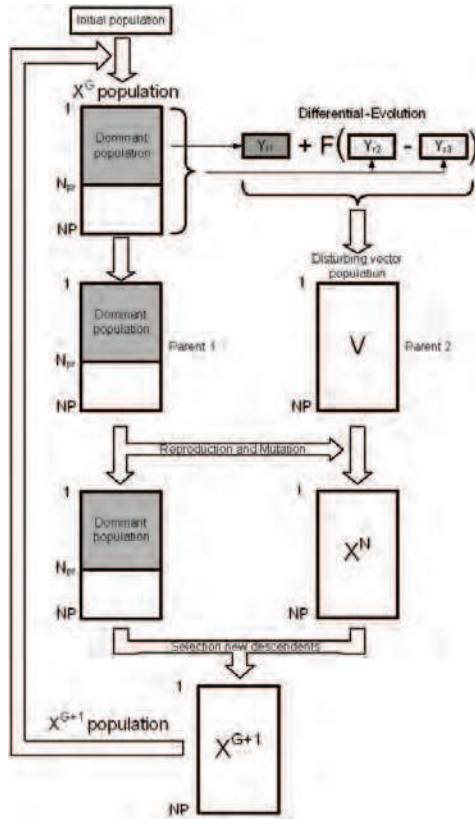 Initial population
X^G population
1
Dominant
population
N_pr
NP
Differential-Evolution
Y_r1 + F( Y_r2 - Y_r3 )
Disturbing vector
population
1
Dominant
population
N_pr
NP
Parent 1
1
V
NP
Parent 2
Reproduction and Mutation
1
Dominant
population
N_pr
NP
1
X^N
NP
Selection new descendents
X^G+1 population
1
X^G+1
NP